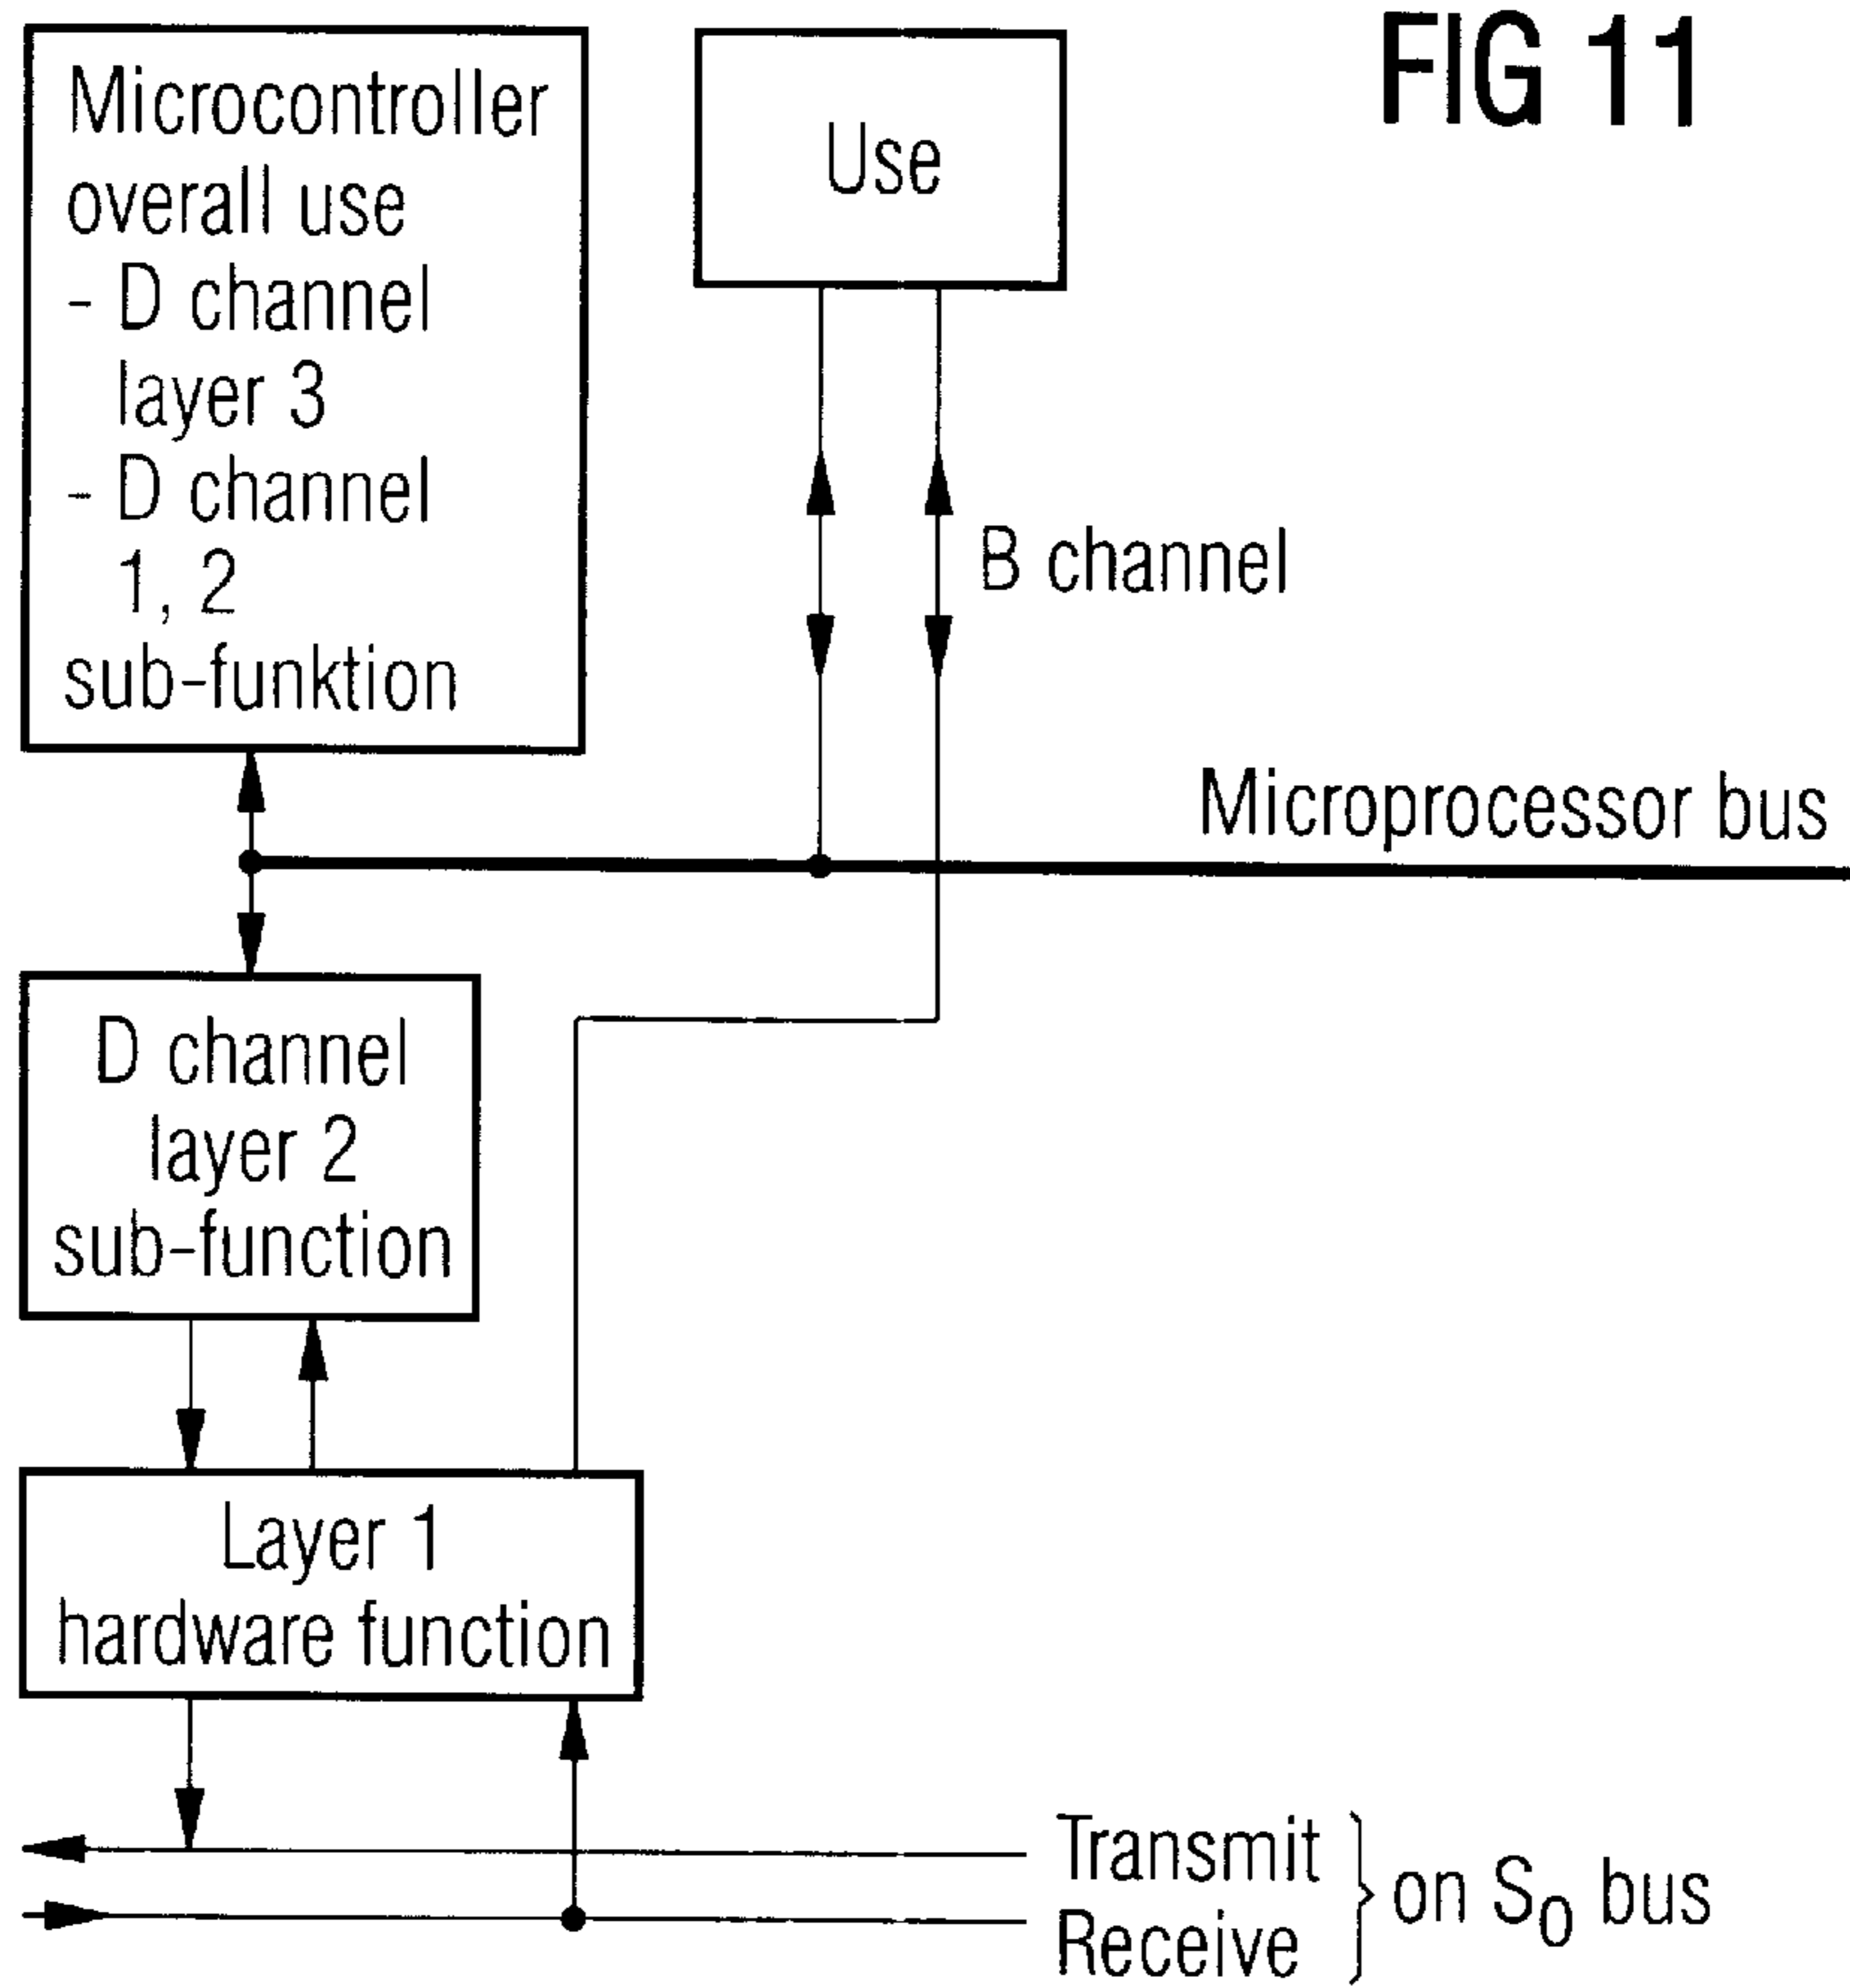 FIG 11
Microcontroller
overall use
- D channel
layer 3
- D channel
1, 2
sub-funktion
Use
B channel
Microprocessor bus
D channel
layer 2
sub-function
Layer 1
hardware function
Transmit
Receive
on S0 bus